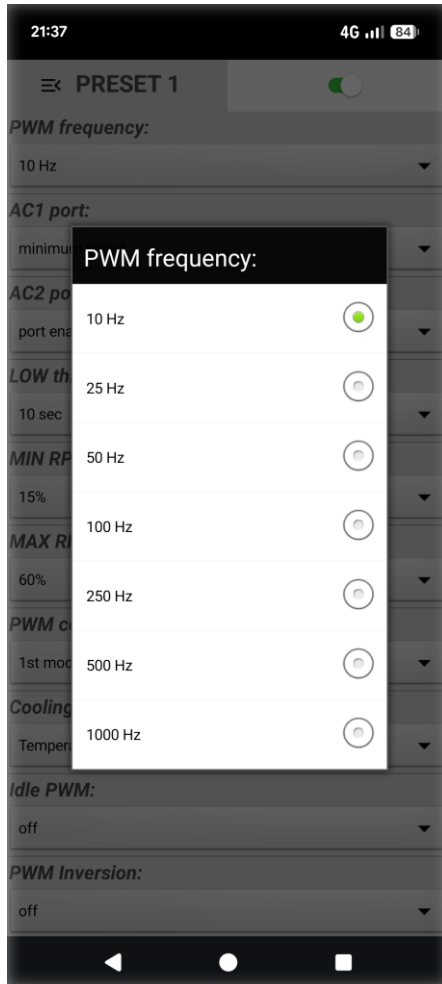 21:37
4G 84
PRESET 1
PWM frequency:
10 Hz
AC1 port:
minimu
PWM frequency:
AC2 po
10 Hz
port ena
LOW th
25 Hz
10 sec
MIN RP
50 Hz
15%
100 Hz
MAX R
60%
250 Hz
PWM c
1st mod
500 Hz
Cooling
1000 Hz
Tempera
Idle PWM:
off
PWM Inversion:
off